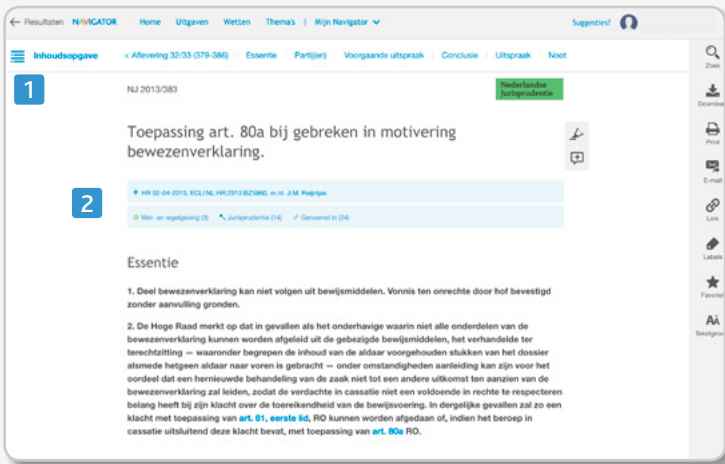 ← Resultaten NAVIGATOR Home Uitgaven Wetten Thema's | Mijn Navigator Suggesties?
Inhoudsopgave < Aflevering 32/33 (379-386) Essentie Partij(en) Voorgaande uitspraak Conclusie Uitspraak Noot
Zoek
1
NJ 2013/383
Nederlandse
Jurisprudentie
Download
Print
Toepassing art. 80a bij gebreken in motivering
bewezenverklaring.
E-mail
2
HR 02-04-2013, ECLI:NL:HR:2013:BZ5960, m.nt. J.M. Reijntjes
Wet- en regelgeving (3) Jurisprudentie (14) Genoemd in (24)
Link
Labels
Essentie
Favoriet
1. Deel bewezenverklaring kan niet volgen uit bewijsmiddelen. Vonnis ten onrechte door hof bevestigd
zonder aanvulling gronden.
AA
2. De Hoge Raad merkt op dat in gevallen als het onderhavige waarin niet alle onderdelen van de
bewezenverklaring kunnen worden afgeleid uit de gebezigde bewijsmiddelen, het verhandelde ter
terechtzitting — waaronder begrepen de inhoud van de aldaar voorgehouden stukken van het dossier
alsmede hetgeen aldaar naar voren is gebracht — onder omstandigheden aanleiding kan zijn voor het
oordeel dat een hernieuwde behandeling van de zaak niet tot een andere uitkomst ten aanzien van de
bewezenverklaring zal leiden, zodat de verdachte in cassatie niet een voldoende in rechte te respecteren
belang heeft bij zijn klacht over de toereikendheid van de bewijsvoering. In dergelijke gevallen zal zo een
klacht met toepassing van art. 81, eerste lid, RO kunnen worden afgedaan of, indien het beroep in
cassatie uitsluitend deze klacht bevat, met toepassing van art. 80a RO.